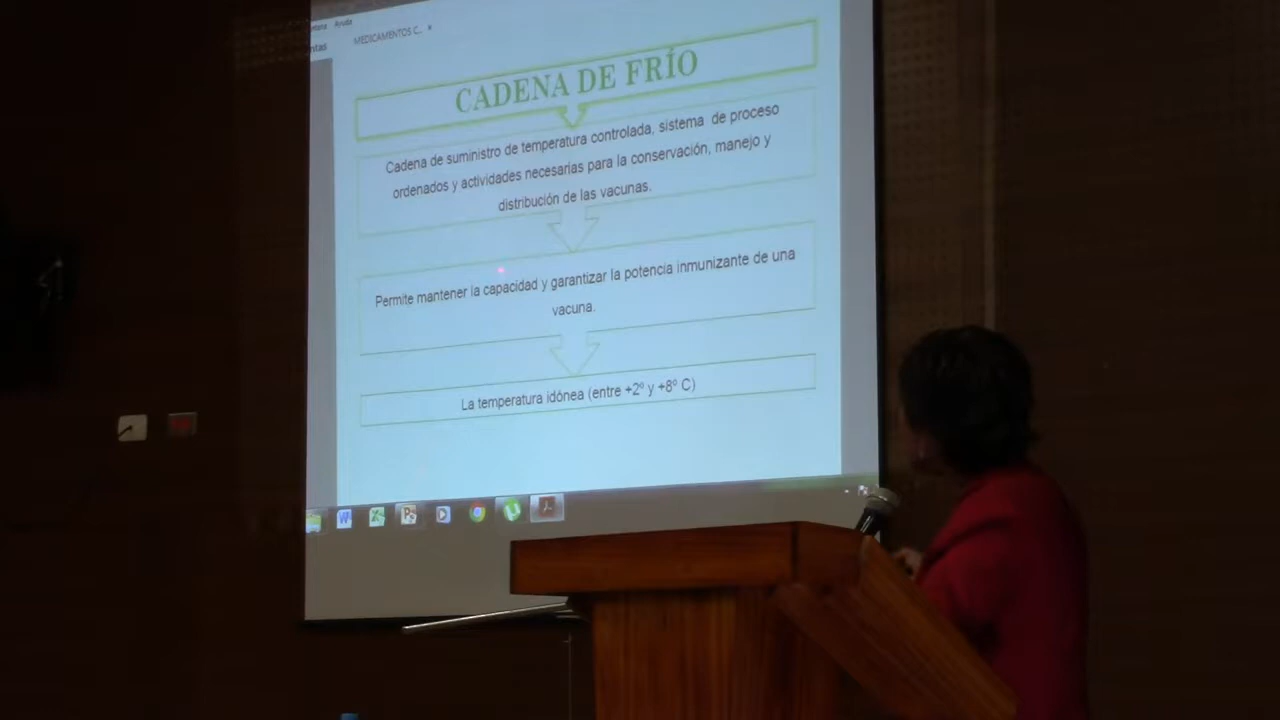 Ayuda
MEDICAMENTOS C...
CADENA DE FRÍO
Cadena de suministro de temperatura controlada, sistema de proceso
ordenados y actividades necesarias para la conservación, manejo y
distribución de las vacunas.
Permite mantener la capacidad y garantizar la potencia inmunizante de una
vacuna.
La temperatura idónea (entre +2º y +8º C)